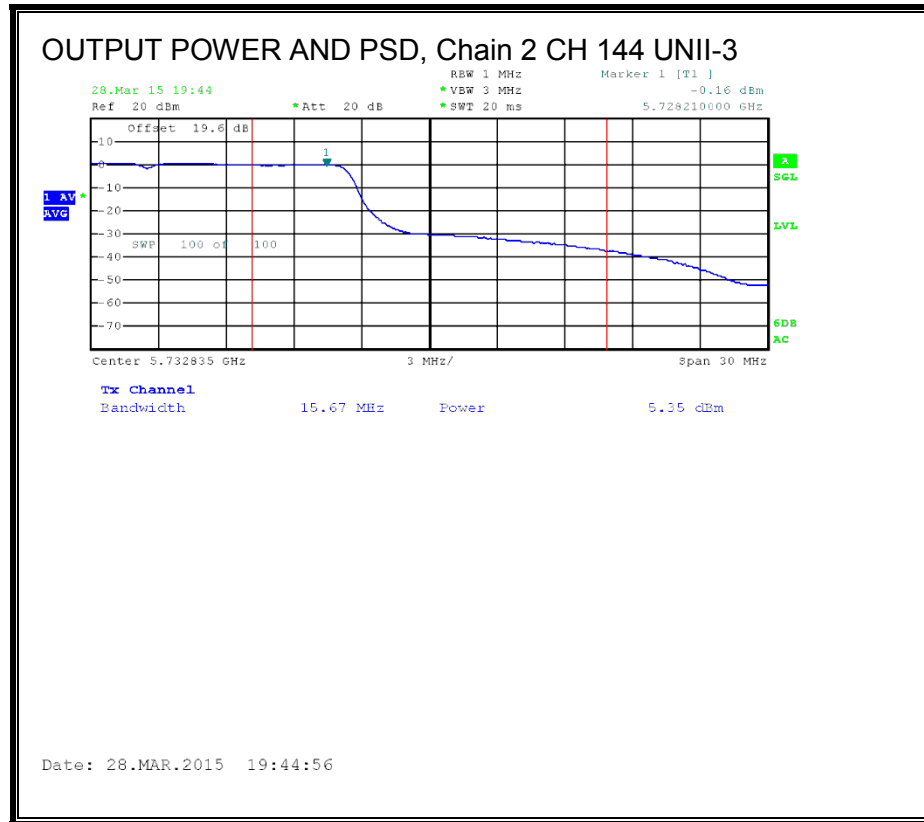 OUTPUT POWER AND PSD, Chain 2 CH 144 UNII-3
RBW 1 MHz Marker 1 [T1 ]
28.Mar 15 19:44 * VBW 3 MHz -0.16 dBm
Ref 20 dBm * Att 20 dB * SWT 20 ms 5.728210000 GHz
Offset 19.6 dB
10
1
0
A
SGL
-10
1 AV *
AVG
-20
LVL
-30
SWP 100 of 100
-40
-50
-60
-70
6DB
AC
Center 5.732835 GHz 3 MHz/ Span 30 MHz
Tx Channel
Bandwidth 15.67 MHz Power 5.35 dBm
Date: 28.MAR.2015 19:44:56